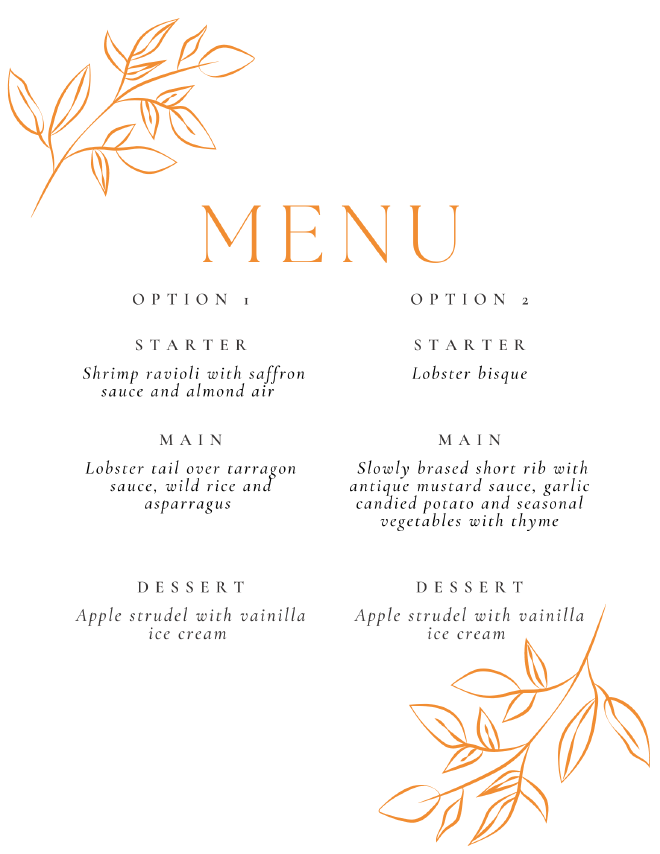 MENU
OPTION 1
STARTER
Shrimp ravioli with saffron
sauce and almond air
MAIN
Lobster tail over tarragon
sauce, wild rice and
asparragus
DESSERT
Apple strudel with vainilla
ice cream
OPTION 2
STARTER
Lobster bisque
MAIN
Slowly brased short rib with
antique mustard sauce, garlic
candied potato and seasonal
vegetables with thyme
DESSERT
Apple strudel with vainilla
ice cream